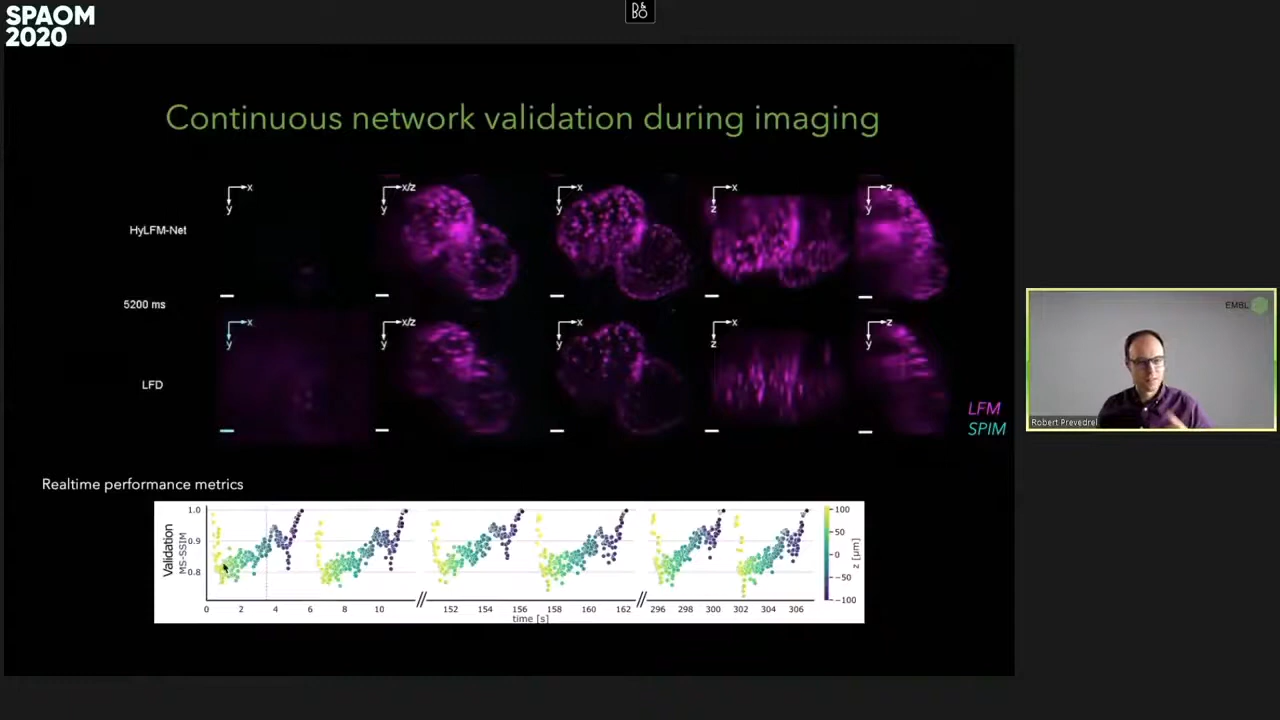 SPAOM
2020
Continuous network validation during imaging
x
y
x/z
y
x
y
x
z
z
y
HyLFM-Net
5200 ms
x
y
x/z
y
x
y
x
z
z
y
LFD
LFM
SPIM
EMBL
Robert Prevedrel
Realtime performance metrics
Validation
MS-SSIM
1.0
0.9
0.8
0 2 4 6 8 10 152 154 156 158 160 162 296 298 300 302 304 306
time [s]
100
50
0
−50
−100
z [µm]